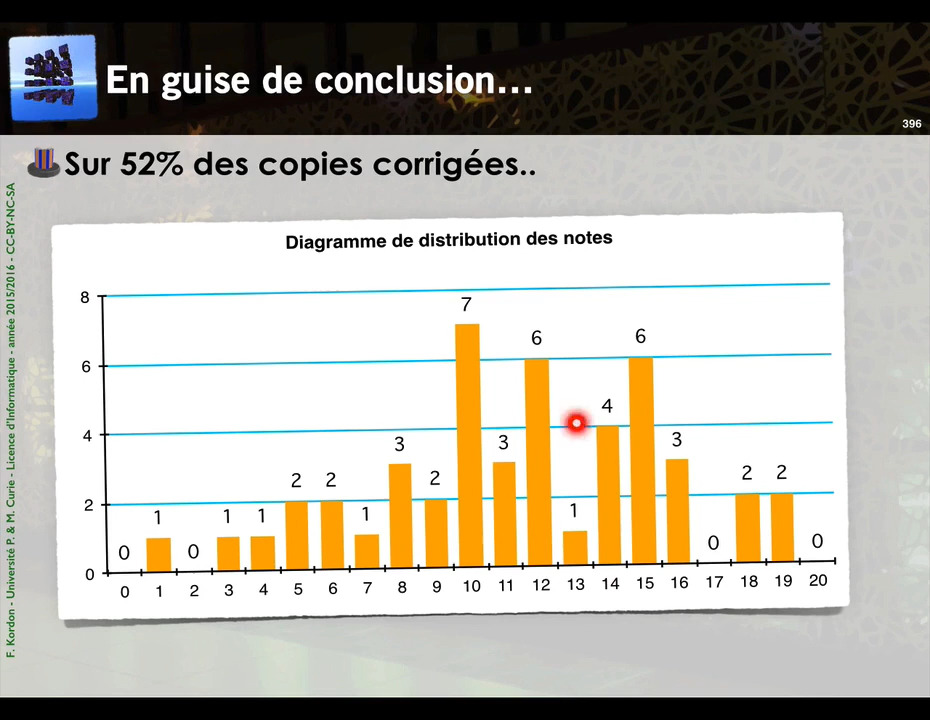 En guise de conclusion…
396
Sur 52% des copies corrigées..
Diagramme de distribution des notes
8
6
4
2
0
0 1 0 1 1 2 2 1 3 2 7 3 6 1 4 6 3 0 2 2 0
0 1 2 3 4 5 6 7 8 9 10 11 12 13 14 15 16 17 18 19 20
F. Kordon - Université P. & M. Curie - Licence d'Informatique - année 2015/2016 - CC-BY-NC-SA